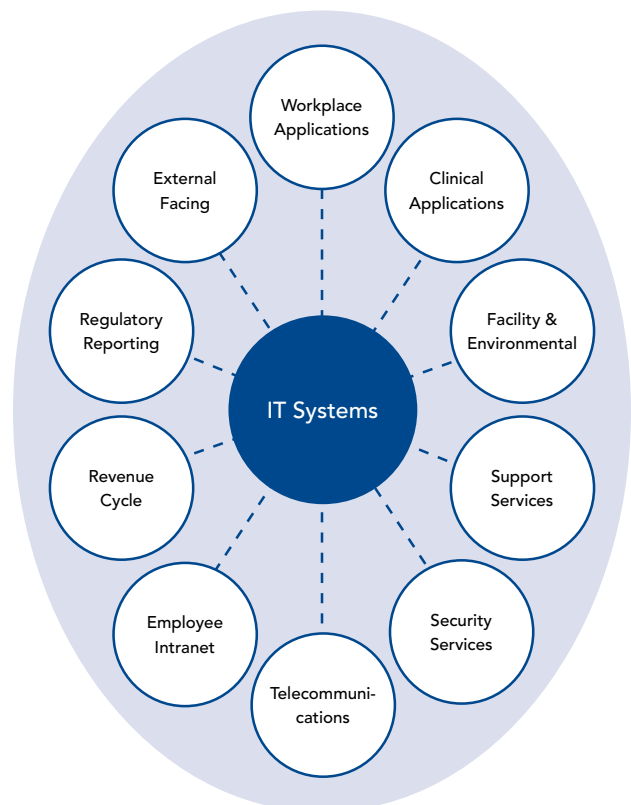 Workplace
Applications
External
Facing
Clinical
Applications
Regulatory
Reporting
Facility &
Environmental
IT Systems
Revenue
Cycle
Support
Services
Employee
Intranet
Security
Services
Telecommuni-
cations